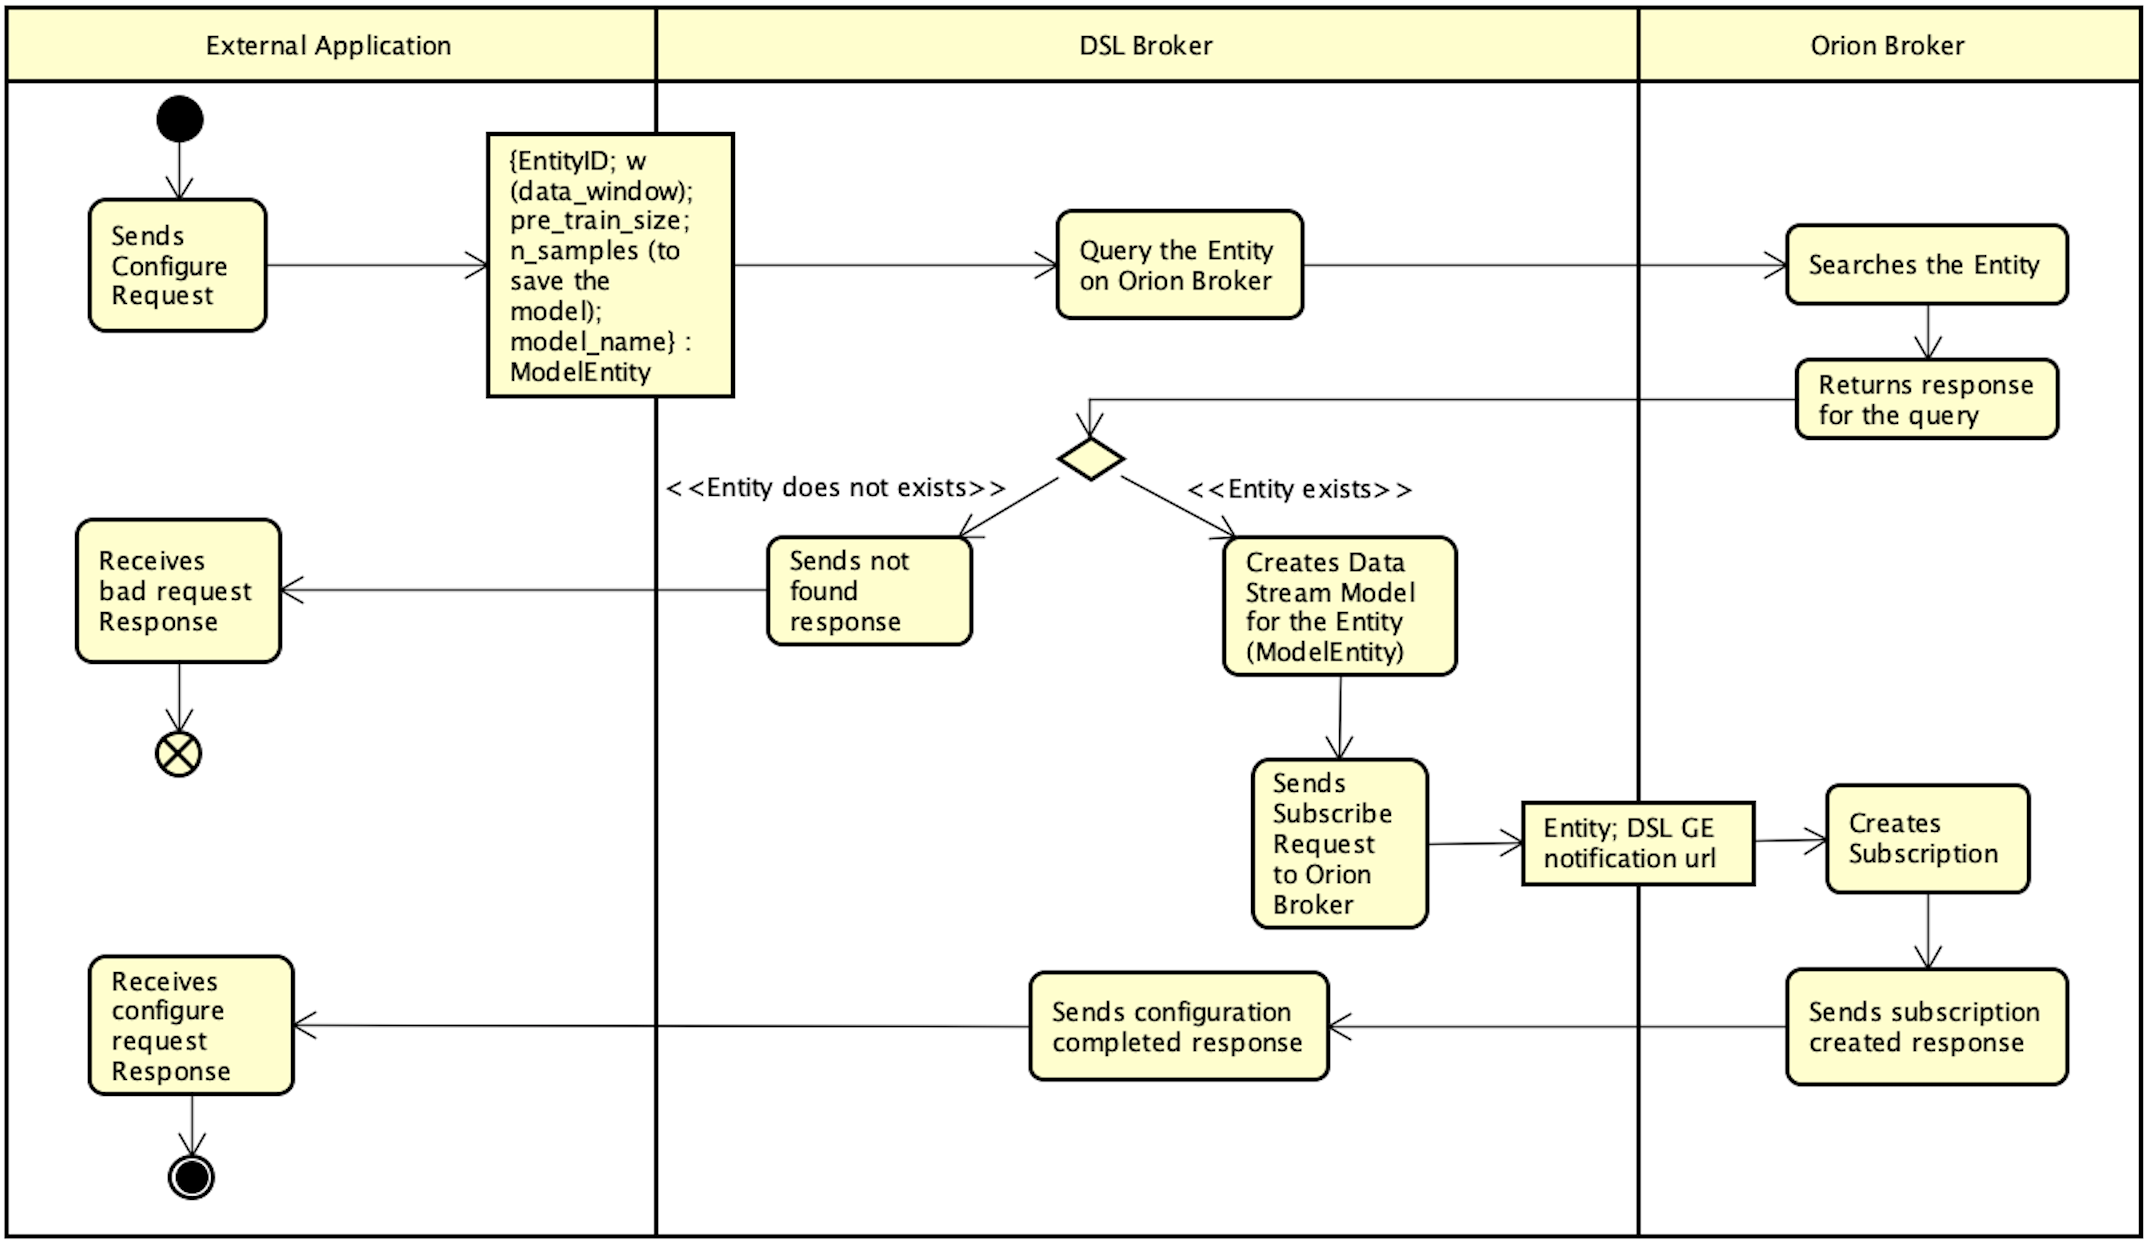 External Application
DSL Broker
Orion Broker
Sends
Configure
Request
{EntityID; w
(data_window);
pre_train_size;
n_samples (to
save the
model);
model_name} :
ModelEntity
Query the Entity
on Orion Broker
Searches the Entity
Returns response
for the query
<<Entity does not exists>>
<<Entity exists>>
Receives
bad request
Response
Sends not
found
response
Creates Data
Stream Model
for the Entity
(ModelEntity)
Sends
Subscribe
Request
to Orion
Broker
Entity; DSL GE
notification url
Creates
Subscription
Receives
configure
request
Response
Sends configuration
completed response
Sends subscription
created response